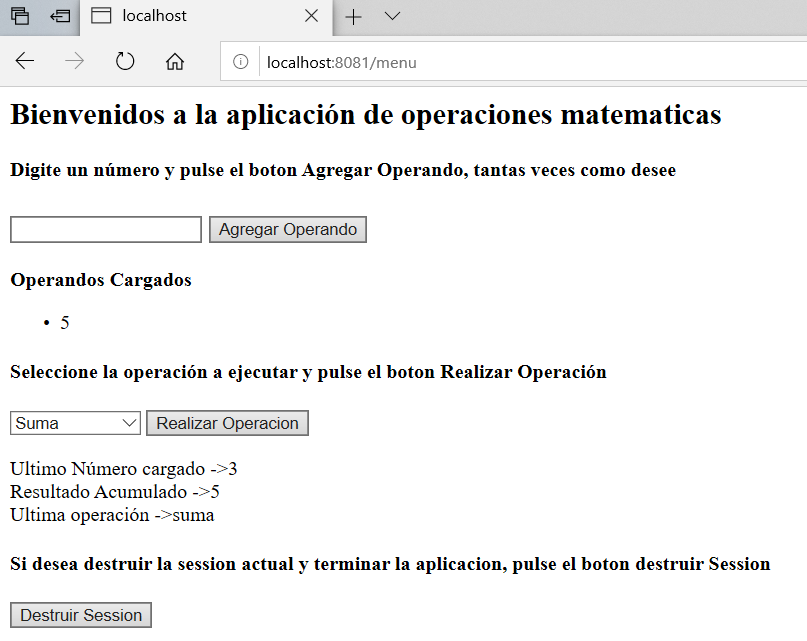 localhost
localhost:8081/menu
Bienvenidos a la aplicación de operaciones matematicas
Digite un número y pulse el boton Agregar Operando, tantas veces como desee
Agregar Operando
Operandos Cargados
• 5
Seleccione la operación a ejecutar y pulse el boton Realizar Operación
Suma Realizar Operacion
Ultimo Número cargado ->3
Resultado Acumulado ->5
Ultima operación ->suma
Si desea destruir la session actual y terminar la aplicacion, pulse el boton destruir Session
Destruir Session